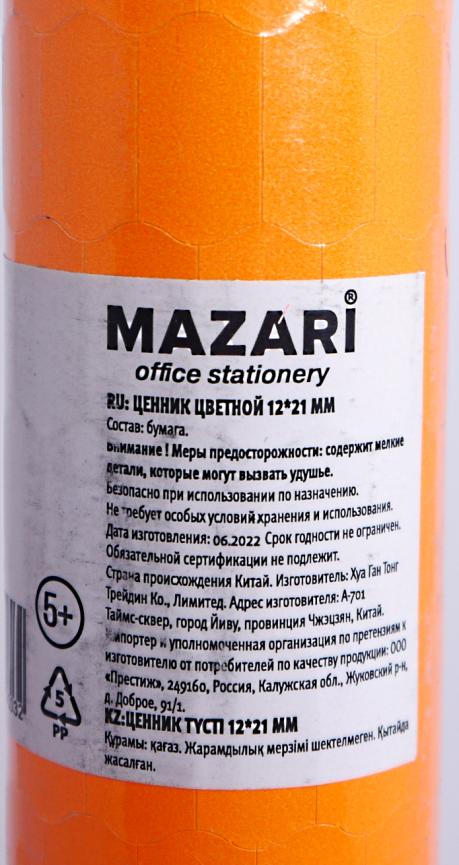 MAZARI®
office stationery
RU: ЦЕННИК ЦВЕТНОЙ 12*21 ММ
Состав: бумага.
Внимание ! Меры предосторожности: содержит мелкие
детали, которые могут вызвать удушье.
Безопасно при использовании по назначению.
Не требует особых условий хранения и использования.
Дата изготовления: 06.2022 Срок годности не ограничен.
Обязательной сертификации не подлежит.
Страна происхождения Китай. Изготовитель: Хуа Ган Тонг
Трейдин Ко., Лимитед. Адрес изготовителя: А-701
Таймс-сквер, город Йиву, провинция Чжэцзян, Китай.
Импортер и уполномоченная организация по претензиям к
изготовителю от потребителей по качеству продукции: ООО
«Престиж», 249160, Россия, Калужская обл., Жуковский р-н,
д. Доброе, 91/1.
KZ:ЦЕННИК ТҮСТІ 12*21 ММ
Құрамы: қағаз. Жарамдылық мерзімі шектелмеген. Қытайда
жасалған.
5+
5
PP